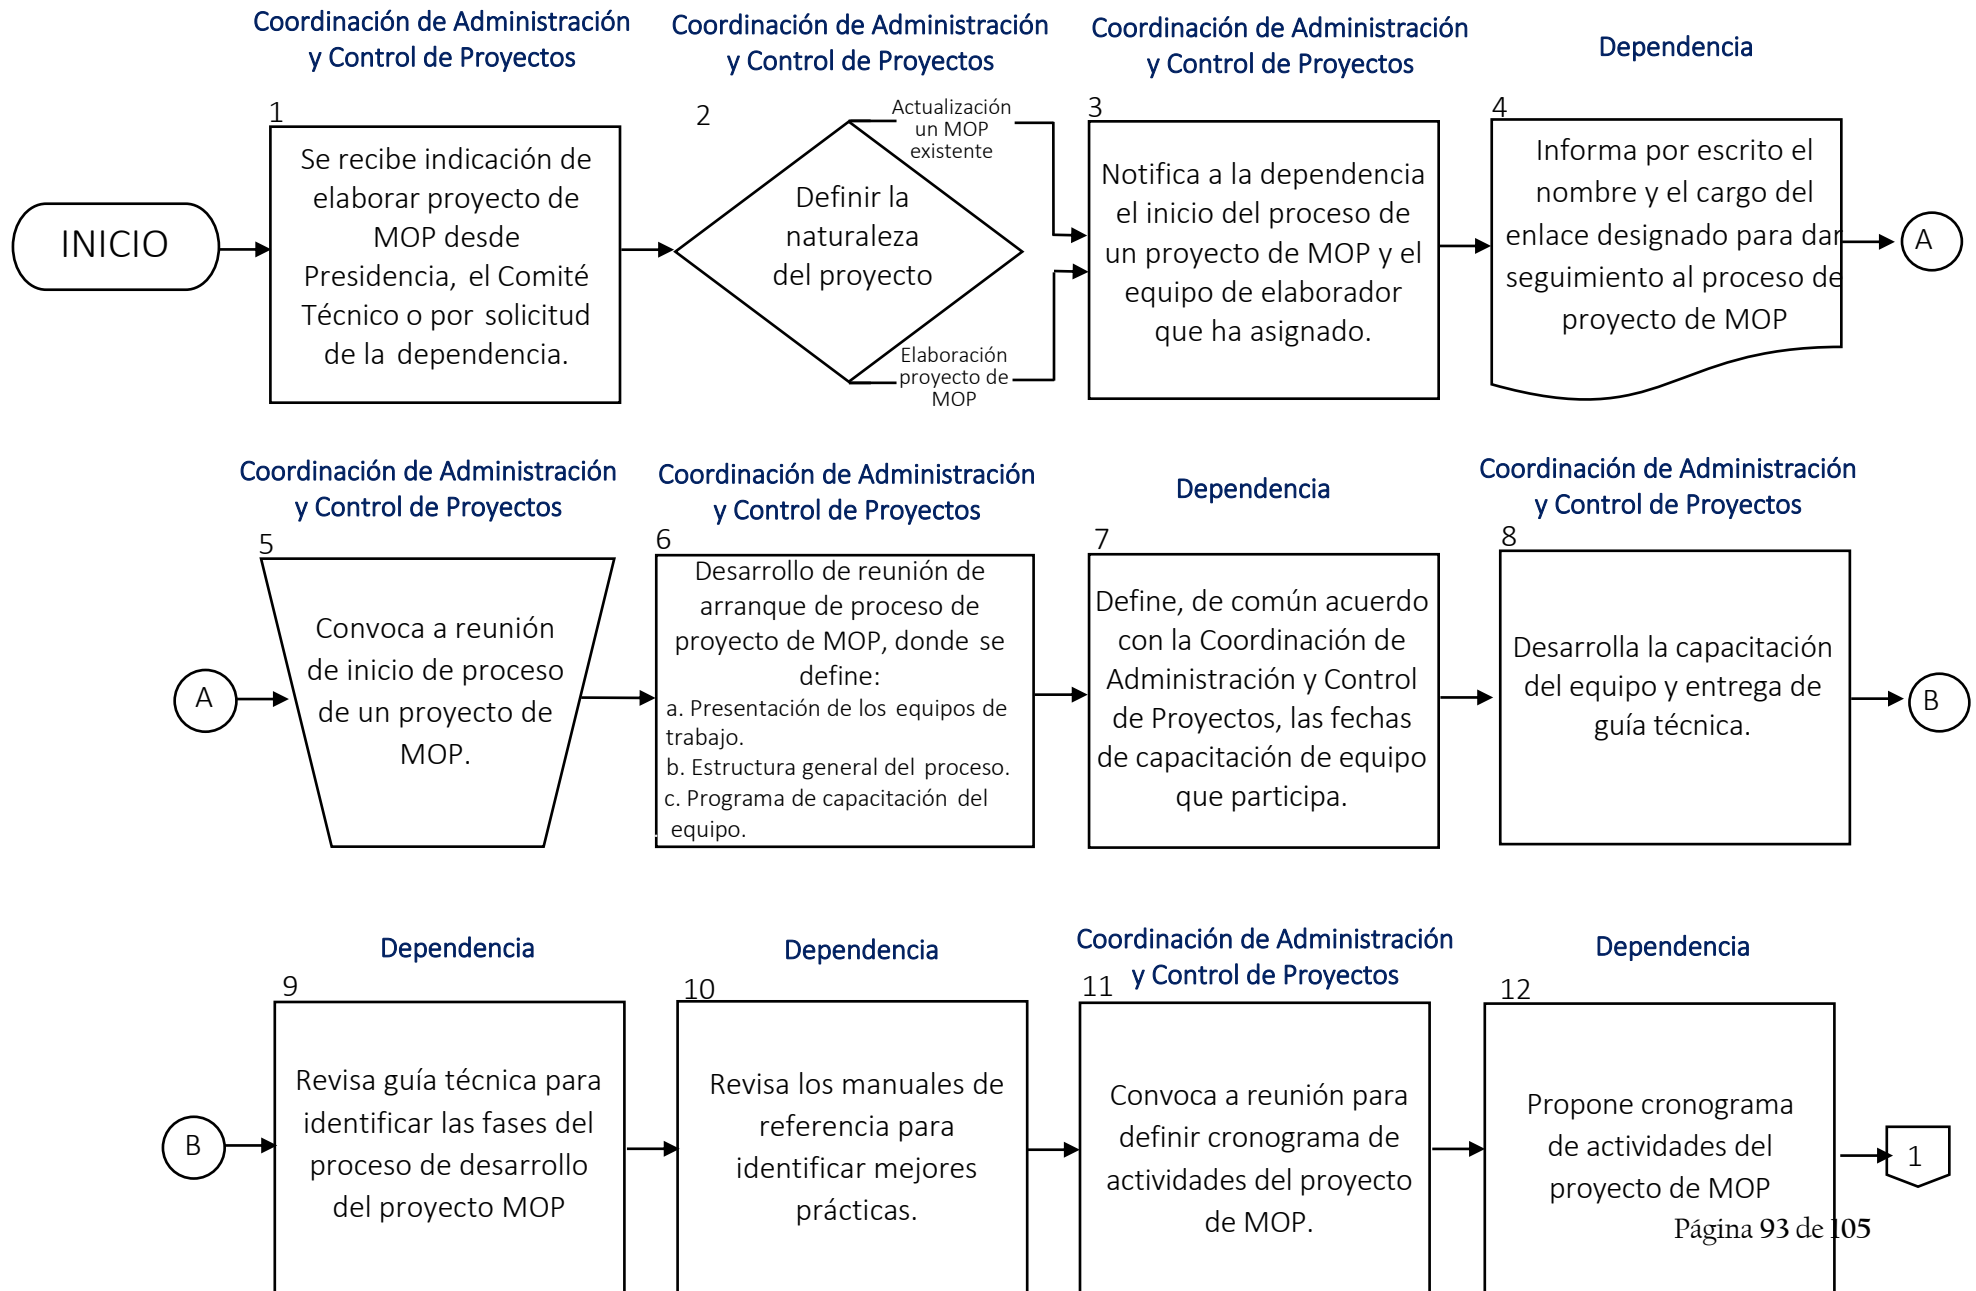 Coordinación de Administración
y Control de Proyectos
Coordinación de Administración
y Control de Proyectos
Coordinación de Administración
y Control de Proyectos
Dependencia
INICIO
1
Se recibe indicación de
elaborar proyecto de
MOP desde
Presidencia, el Comité
Técnico o por solicitud
de la dependencia.
2
Definir la
naturaleza
del proyecto
Actualización
un MOP
existente
Elaboración
proyecto de
MOP
3
Notifica a la dependencia
el inicio del proceso de
un proyecto de MOP y el
equipo de elaborador
que ha asignado.
4
Informa por escrito el
nombre y el cargo del
enlace designado para dar
seguimiento al proceso de
proyecto de MOP
A
Coordinación de Administración
y Control de Proyectos
Coordinación de Administración
y Control de Proyectos
Dependencia
Coordinación de Administración
y Control de Proyectos
A
5
Convoca a reunión
de inicio de proceso
de un proyecto de
MOP.
6
Desarrollo de reunión de
arranque de proceso de
proyecto de MOP, donde se
define:
a. Presentación de los equipos de
trabajo.
b. Estructura general del proceso.
c. Programa de capacitación del
equipo.
7
Define, de común acuerdo
con la Coordinación de
Administración y Control
de Proyectos, las fechas
de capacitación de equipo
que participa.
8
Desarrolla la capacitación
del equipo y entrega de
guía técnica.
B
Dependencia
Dependencia
Coordinación de Administración
y Control de Proyectos
Dependencia
B
9
Revisa guía técnica para
identificar las fases del
proceso de desarrollo
del proyecto MOP
10
Revisa los manuales de
referencia para
identificar mejores
prácticas.
11
Convoca a reunión para
definir cronograma de
actividades del proyecto
de MOP.
12
Propone cronograma
de actividades del
proyecto de MOP
1
Página 93 de 105